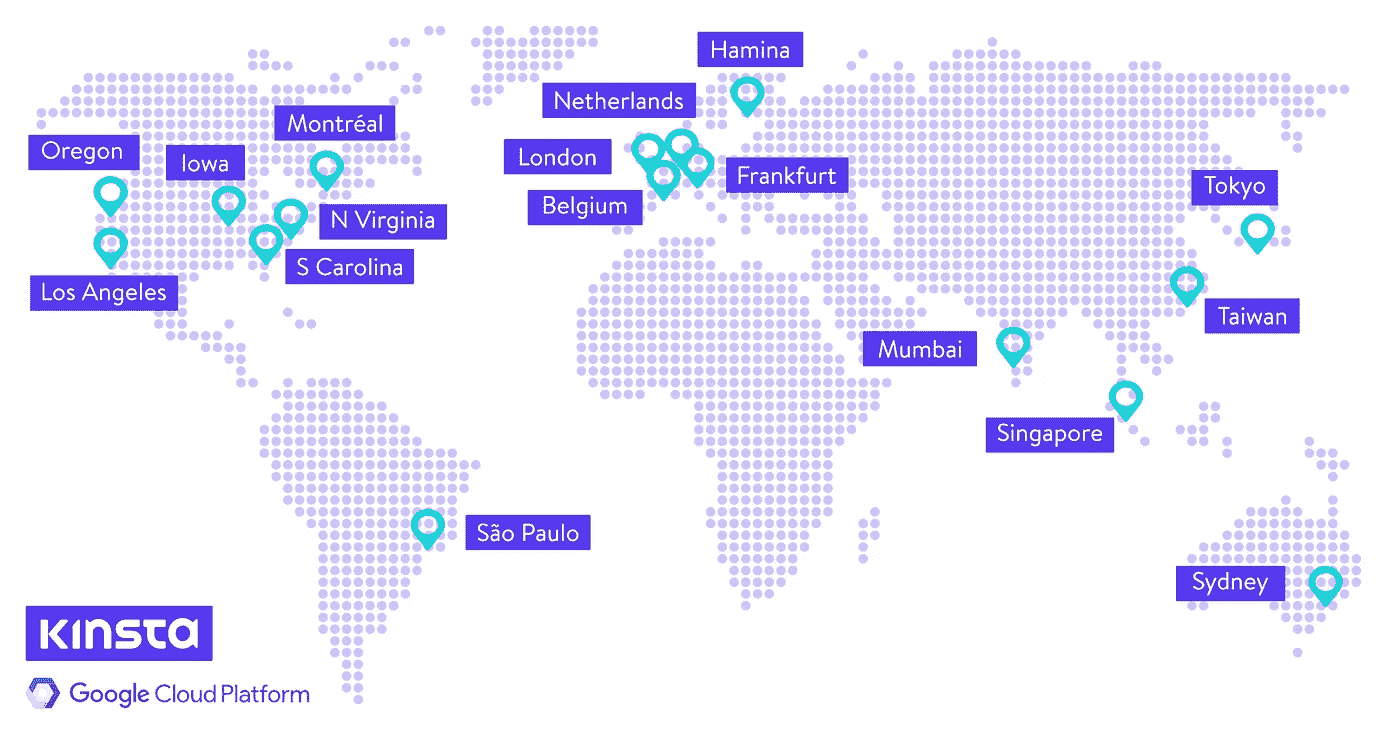 Hamina
Netherlands
Montréal
Oregon
Iowa
London
Frankfurt
Tokyo
Belgium
N Virginia
S Carolina
Los Angeles
Taiwan
Mumbai
Singapore
São Paulo
Sydney
KINSTA
Google Cloud Platform